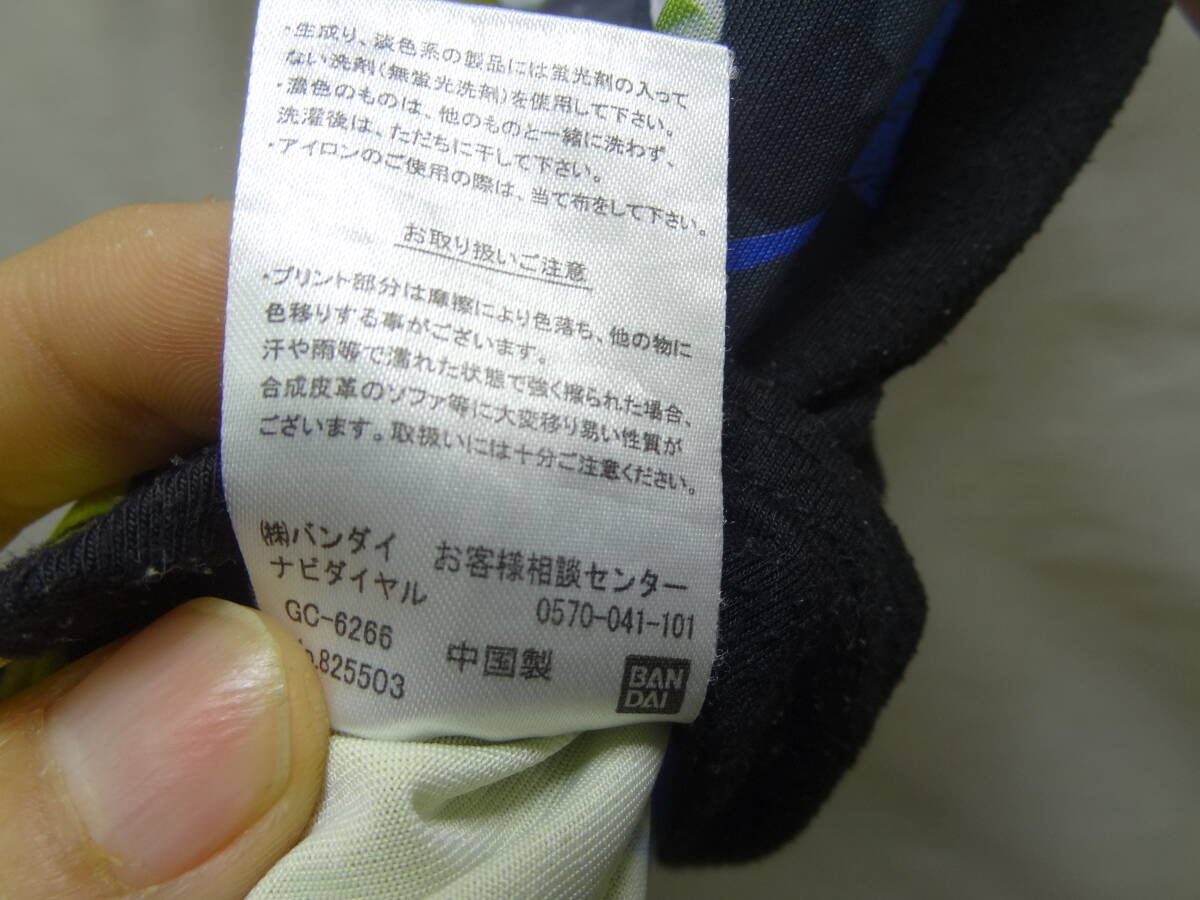 ・生成り、淡色系の製品には蛍光剤の入って
ない洗剤(無蛍光洗剤)を使用して下さい。
・濃色のものは、他のものと一緒に洗わず、
洗濯後は、ただちに干して下さい。
・アイロンのご使用の際は、当て布をして下さい。
お取り扱いご注意
・プリント部分は摩擦により色落ち、他の物に
色移りする事がございます。
汗や雨等で濡れた状態で強く擦られた場合、
合成皮革のソファ等に大変移り易い性質が
ございます。取扱いには十分ご注意ください。
㈱バンダイ お客様相談センター
ナビダイヤル 0570-041-101
GC-6266
.825503 中国製
BAN
DAI